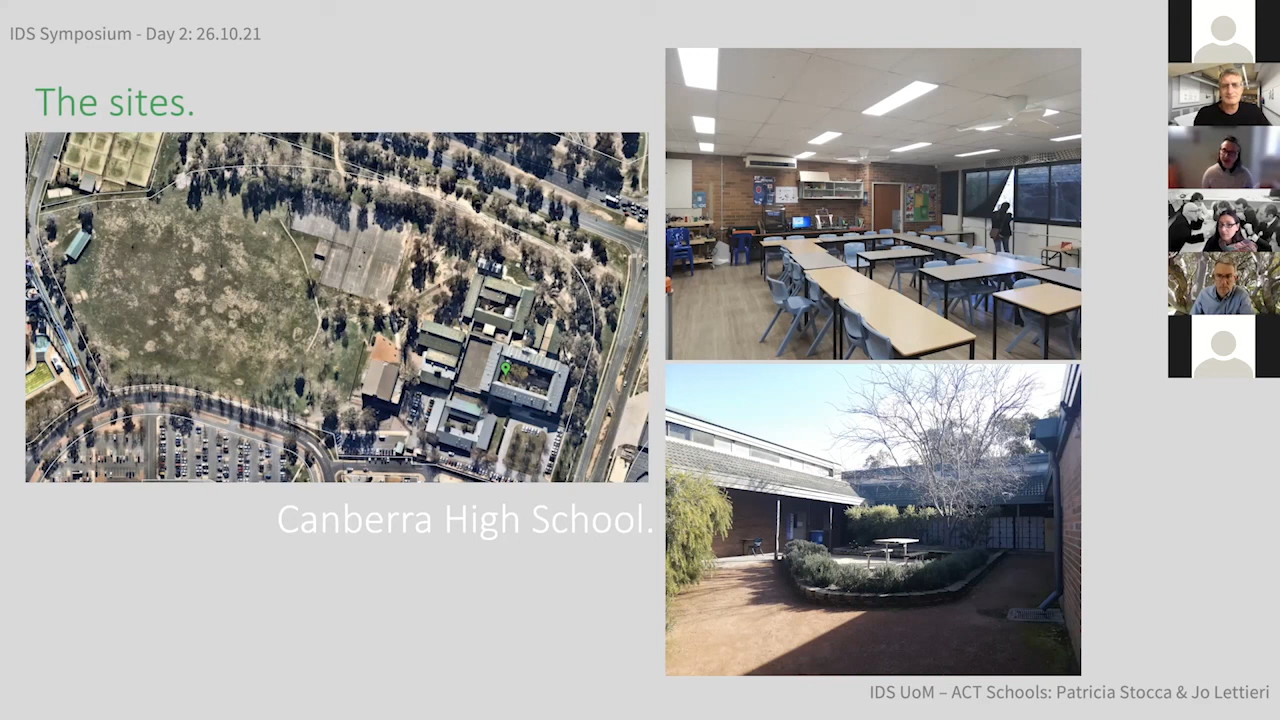 IDS Symposium - Day 2: 26.10.21
The sites.
Canberra High School.
IDS UoM – ACT Schools: Patricia Stocca & Jo Lettieri